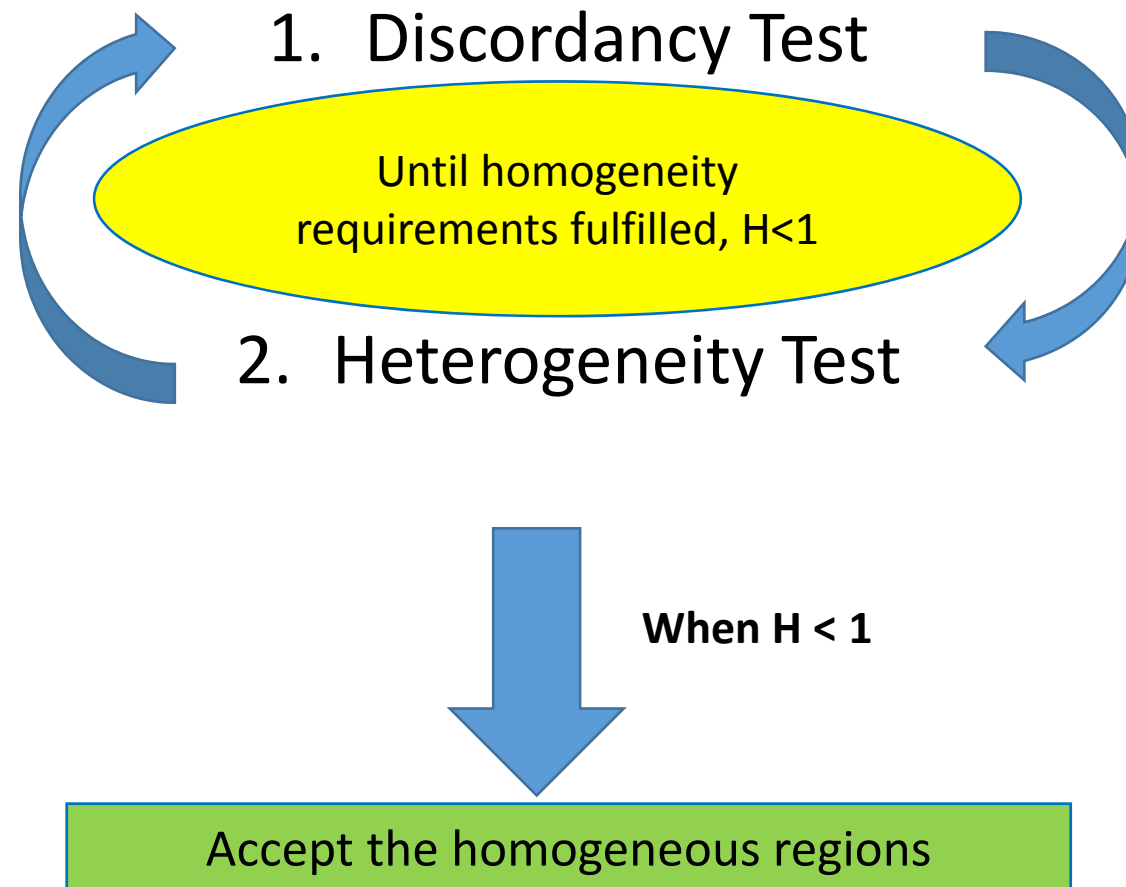 1. Discordancy Test
Until homogeneity
requirements fulfilled, H<1
2. Heterogeneity Test
When H < 1
Accept the homogeneous regions